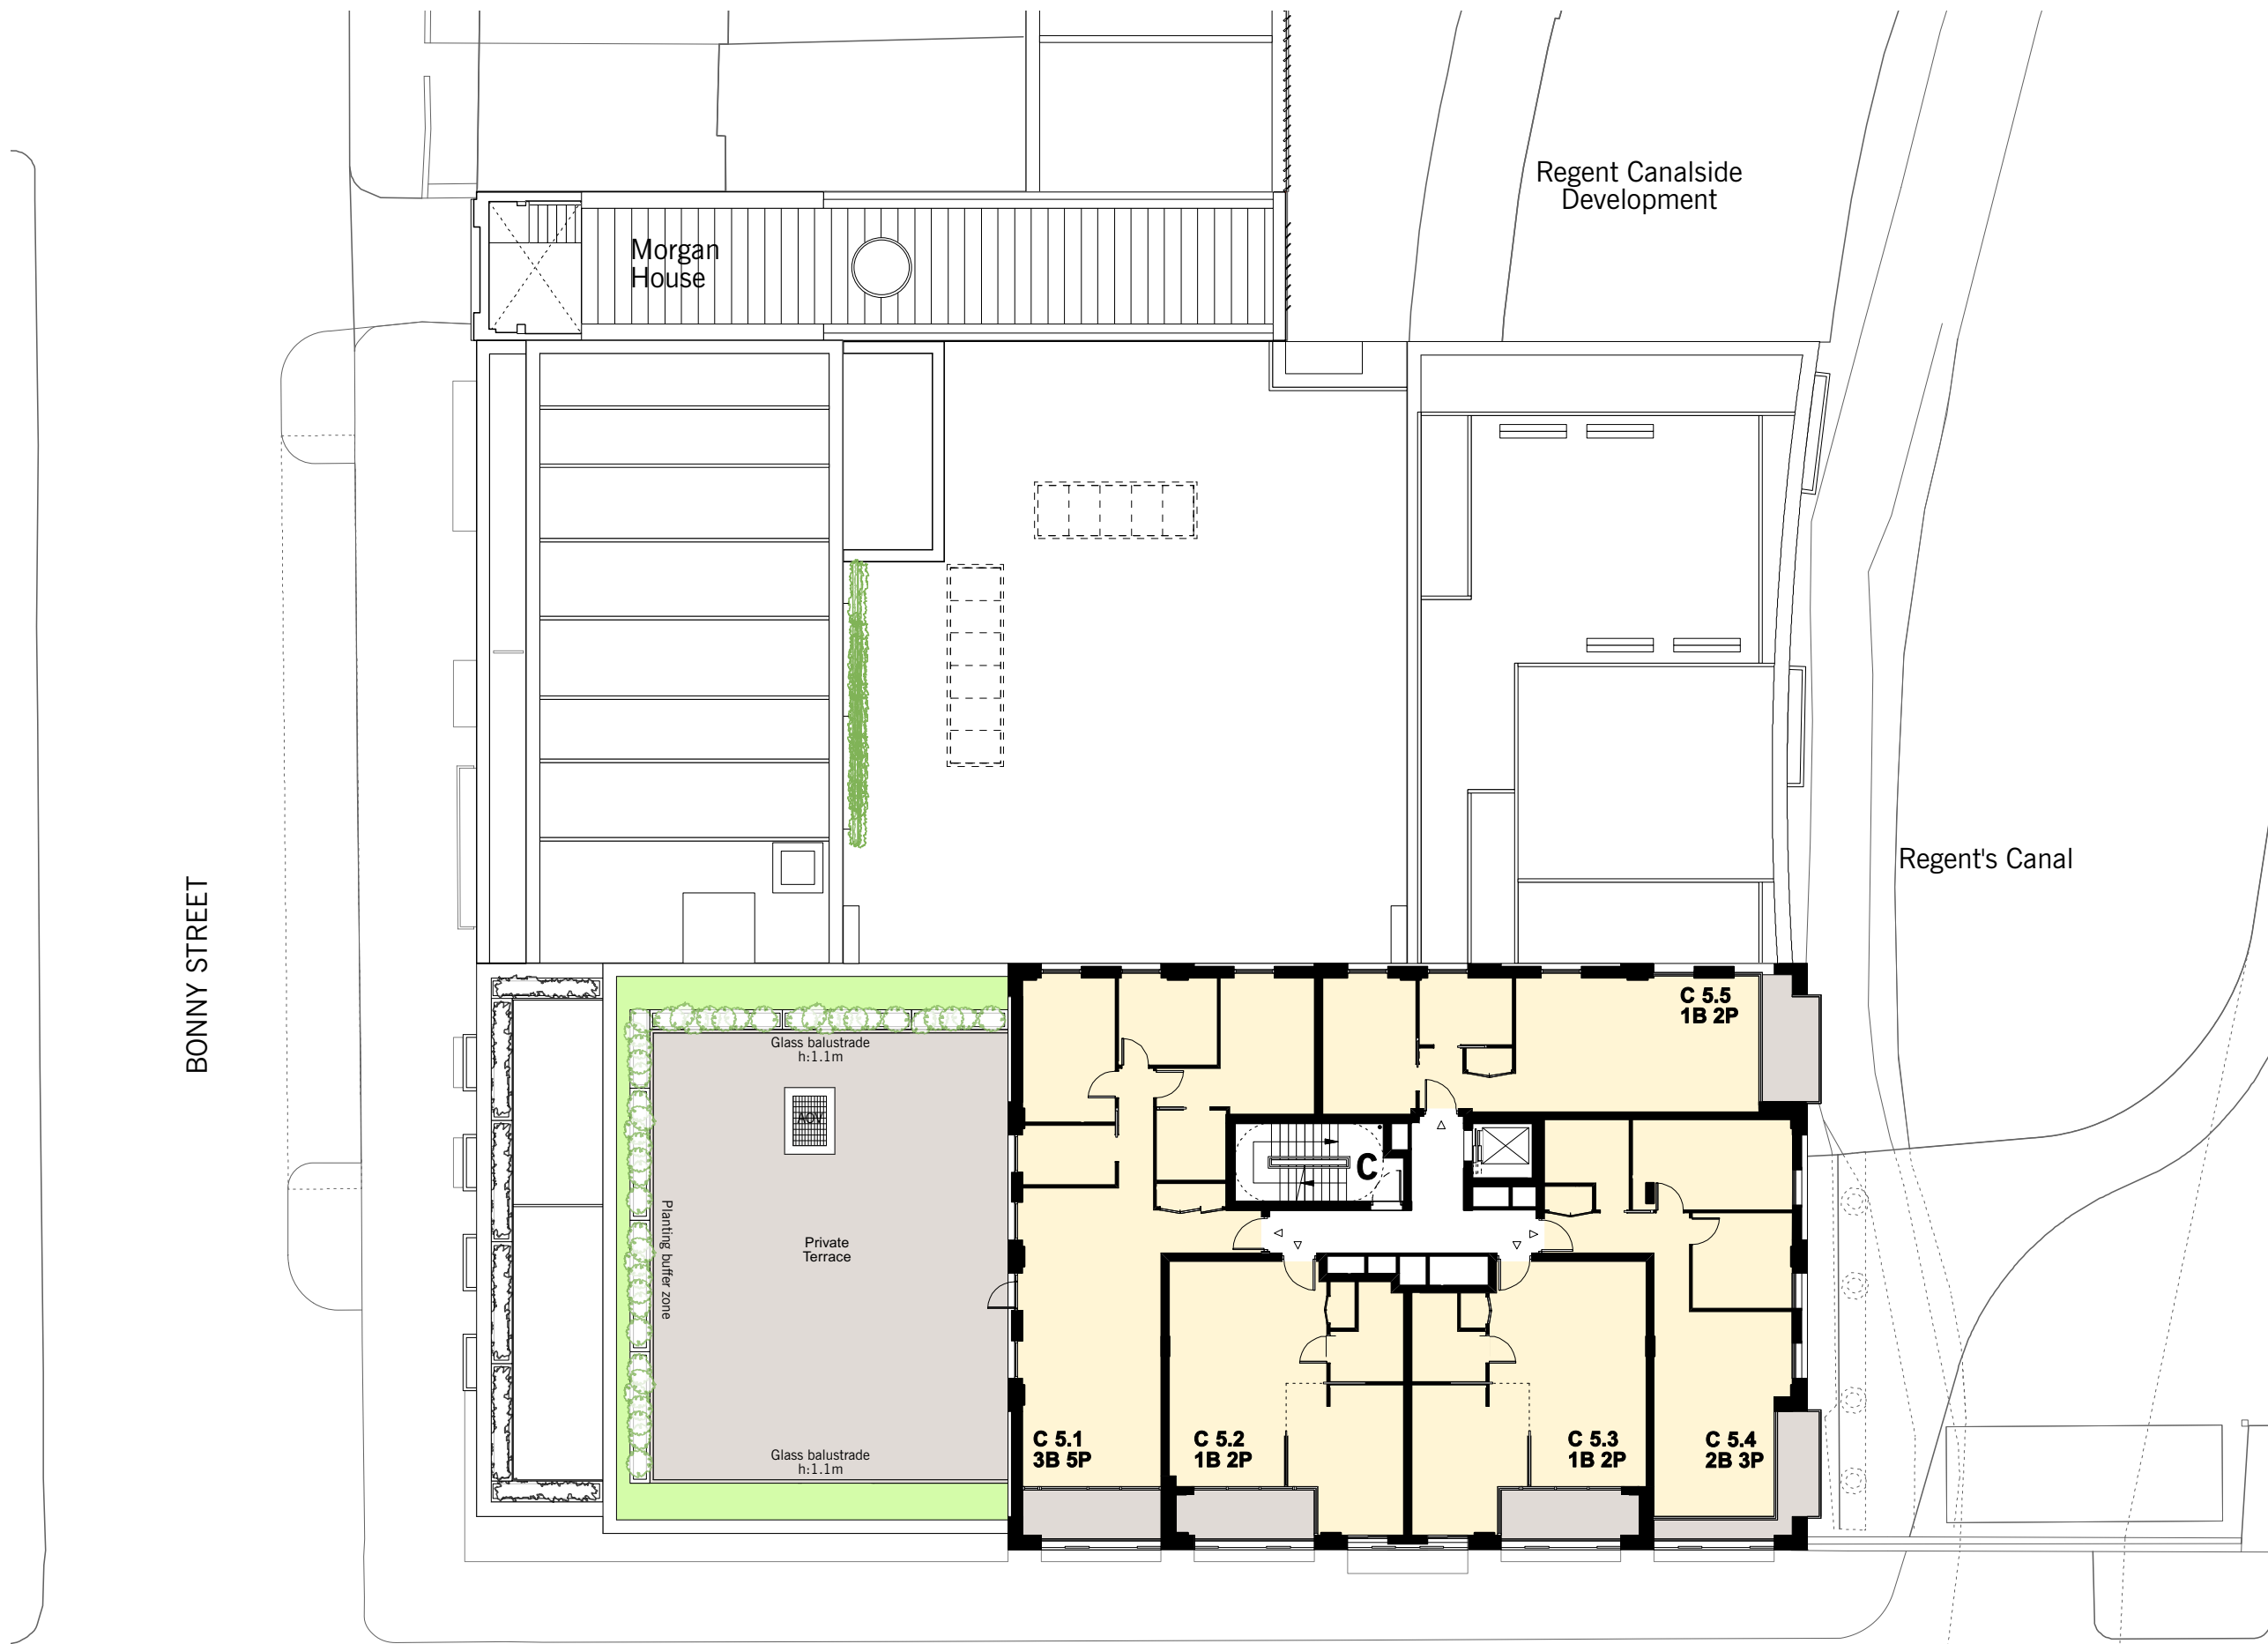 Regent Canalside
Development
Morgan
House
Regent's Canal
BONNY STREET
C 5.5
1B 2P
Glass balustrade
h:1.1m
AOV
C
Planting buffer zone
Private
Terrace
C 5.1
3B 5P
C 5.2
1B 2P
C 5.3
1B 2P
C 5.4
2B 3P
Glass balustrade
h:1.1m